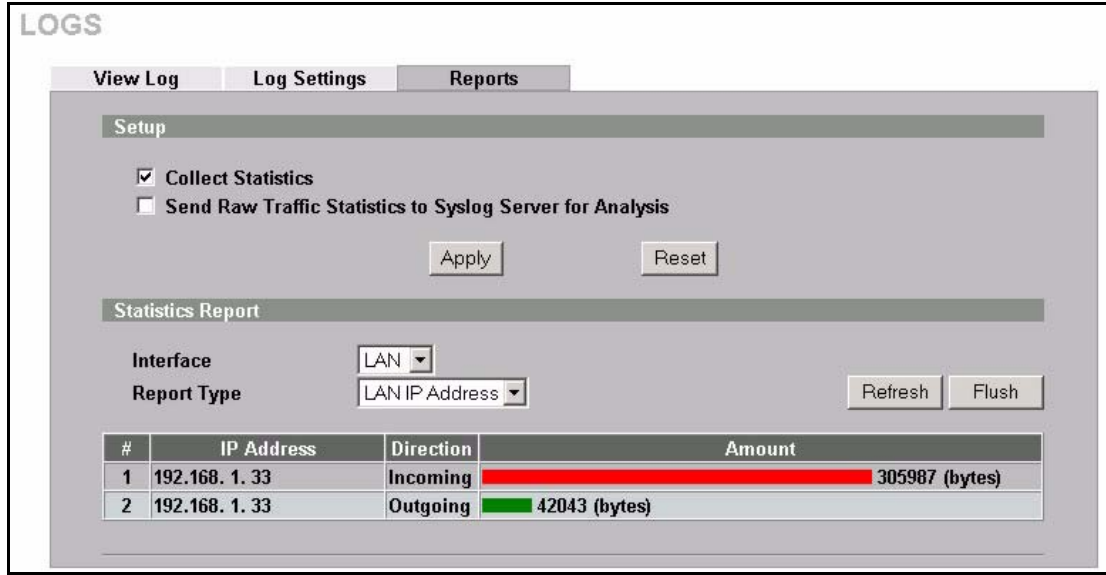 LOGS
View Log Log Settings Reports
Setup
Collect Statistics
Send Raw Traffic Statistics to Syslog Server for Analysis
Apply Reset
Statistics Report
Interface LAN
Report Type LAN IP Address Refresh Flush
# IP Address Direction Amount
1 192.168. 1. 33 Incoming 305987 (bytes)
2 192.168. 1. 33 Outgoing 42043 (bytes)